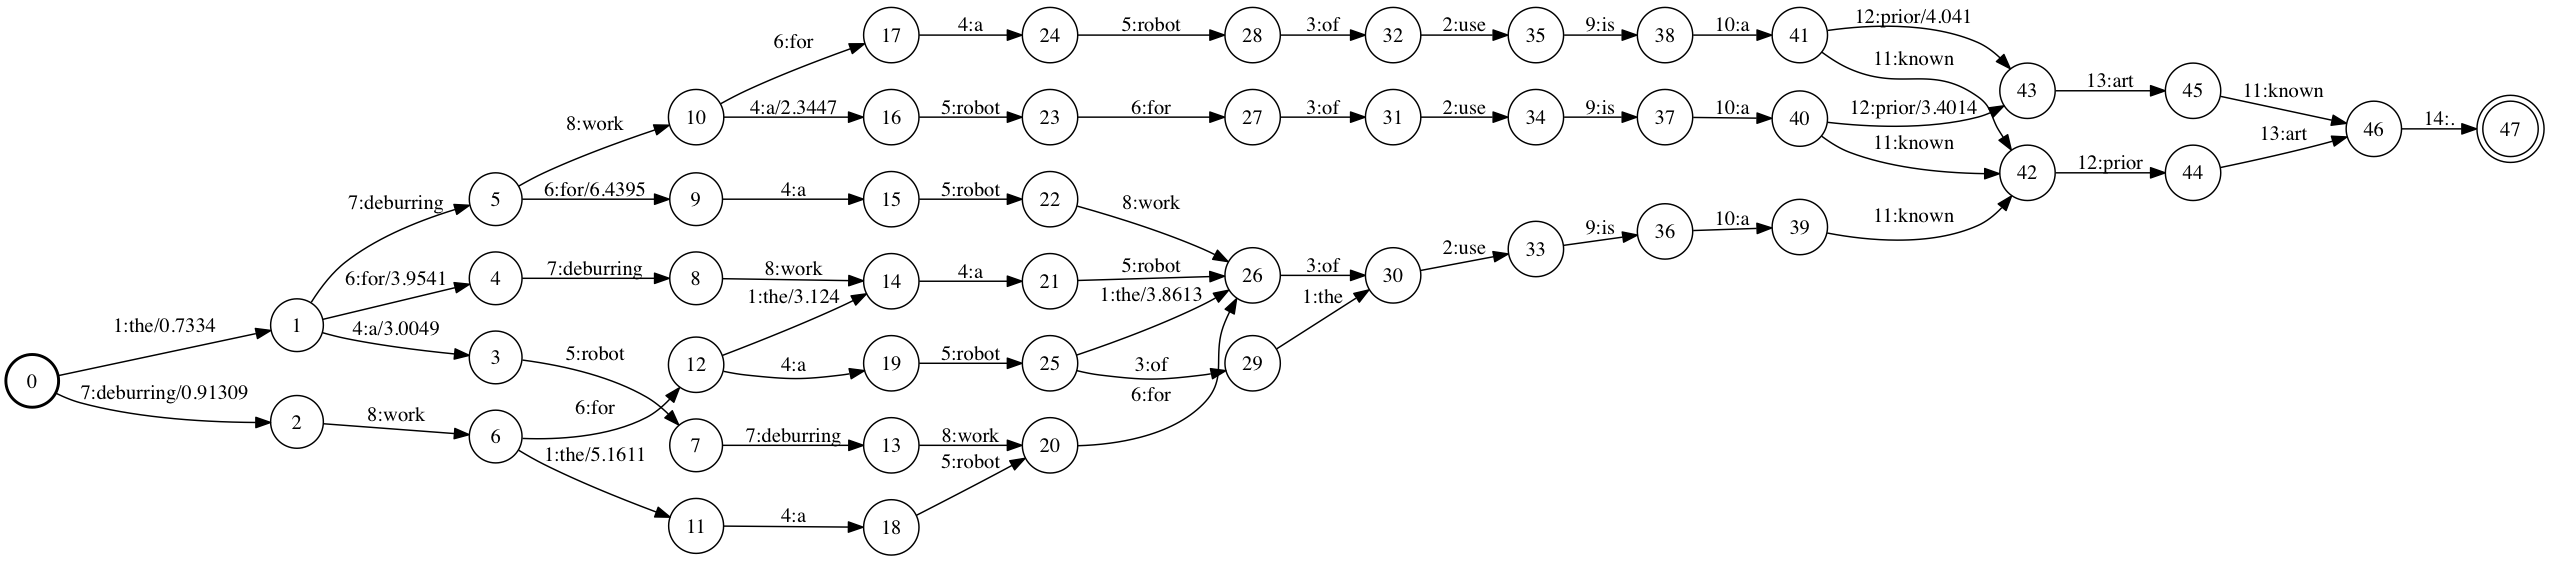 17 4:a 24 5:robot 28 3:of 32 2:use 35 9:is 38 10:a 41 12:prior/4.041
6:for 11:known
8:work 10 4:a/2.3447 16 5:robot 23 6:for 27 3:of 31 2:use 34 9:is 37 10:a 40 12:prior/3.4014 43 13:art 45 11:known
11:known 46 14:. 47
7:deburring 5 6:for/6.4395 9 4:a 15 5:robot 22 8:work 42 12:prior 44 13:art
6:for/3.9541 4 7:deburring 8 8:work 14 4:a 21 5:robot 26 3:of 30 2:use 33 9:is 36 10:a 39 11:known
1:the/3.124 1:the/3.8613 1:the
1:the/0.7334 1 4:a/3.0049 3 5:robot 12 4:a 19 5:robot 25 3:of 29
0 7:deburring/0.91309 2 8:work 6 6:for 7 7:deburring 13 8:work 20 6:for
1:the/5.1611 5:robot
11 4:a 18